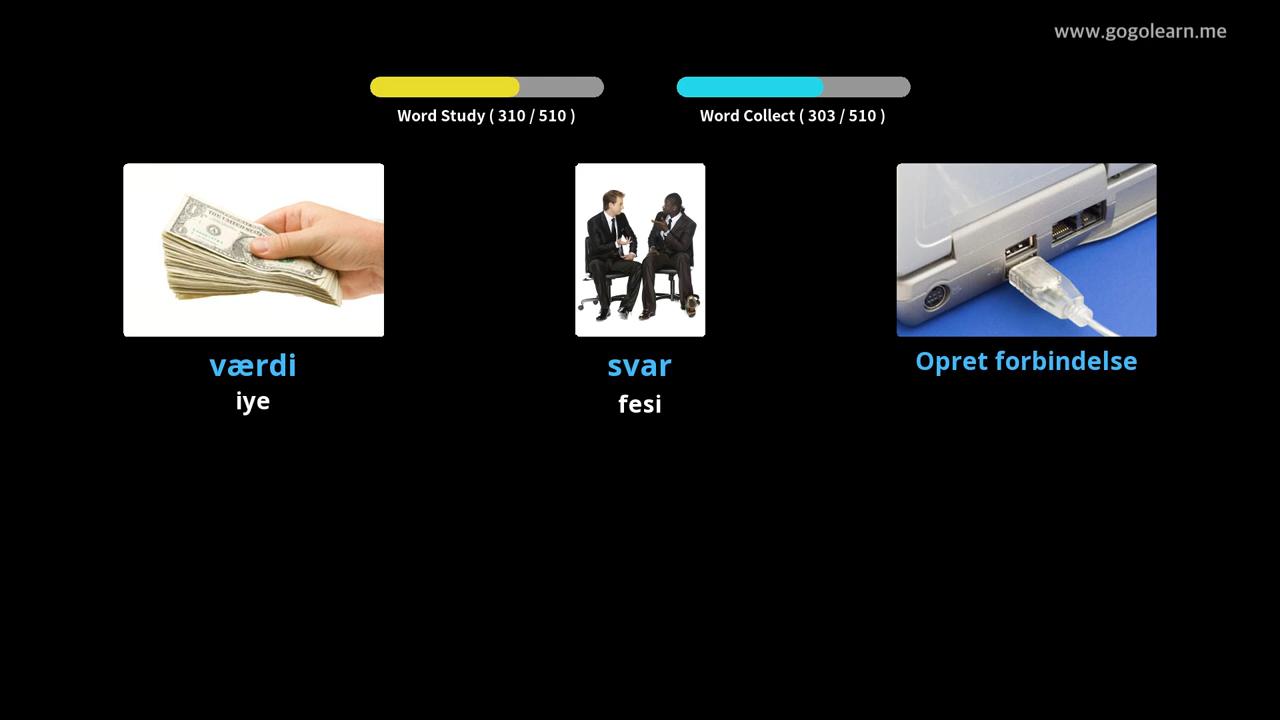 www.gogolearn.me
Word Study ( 310 / 510 )
Word Collect ( 303 / 510 )
værdi
iye
svar
fesi
Opret forbindelse